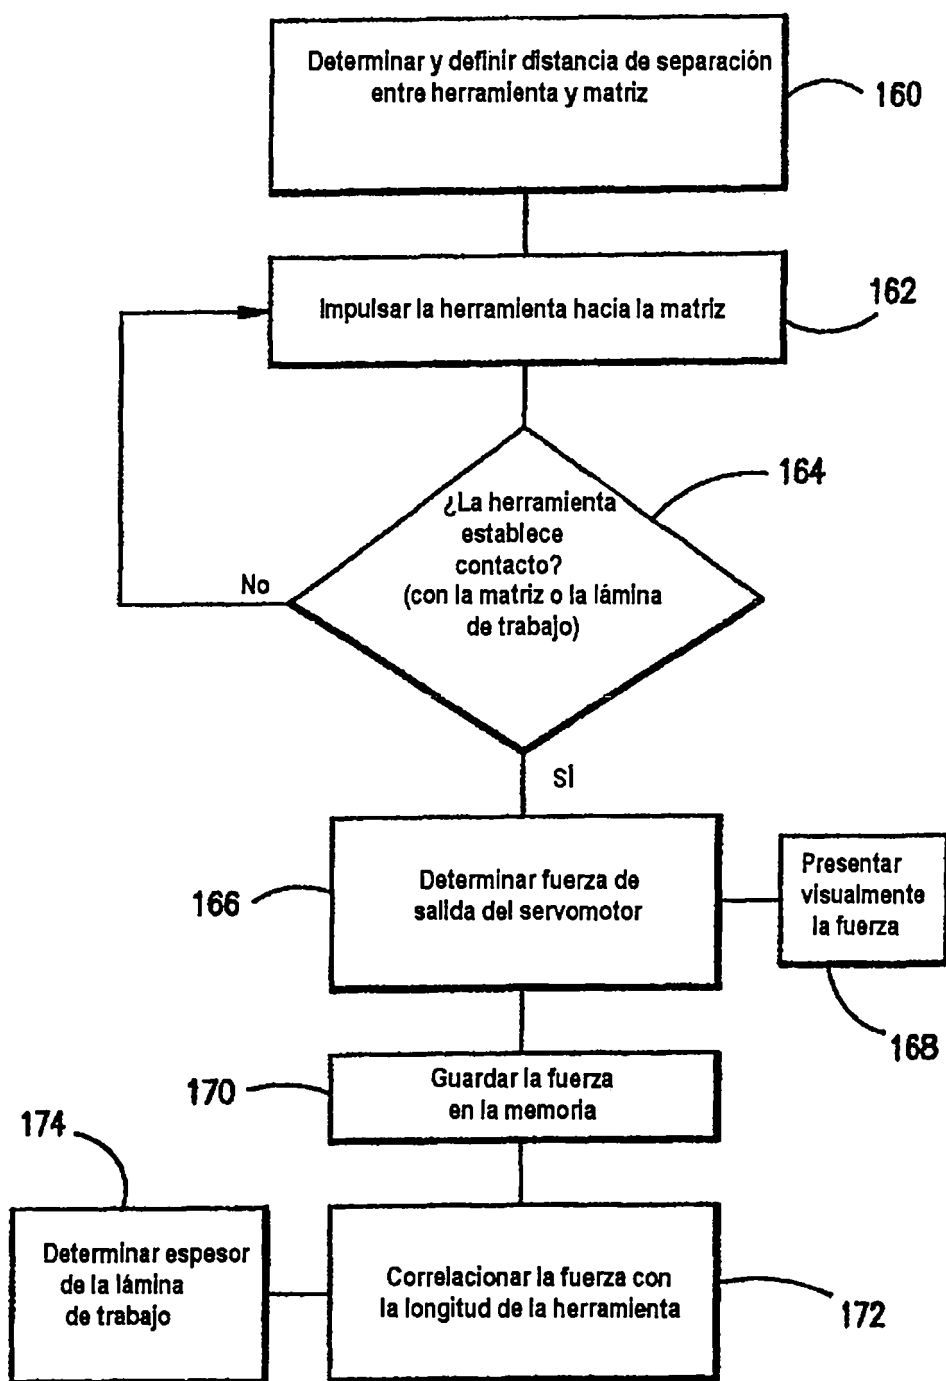 Determinar y definir distancia de separación
entre herramienta y matriz
160
Impulsar la herramienta hacia la matriz
162
164
¿La herramienta
establece
contacto?
(con la matriz o la lámina
de trabajo)
No
SÍ
166
Determinar fuerza de
salida del servomotor
Presentar
visualmente
la fuerza
168
170
Guardar la fuerza
en la memoria
174
Determinar espesor
de la lámina
de trabajo
Correlacionar la fuerza con
la longitud de la herramienta
172